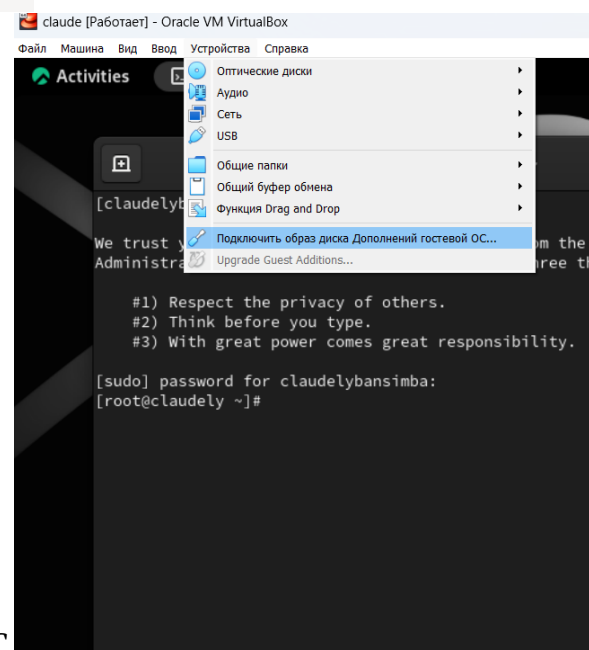 claude [Работает] - Oracle VM VirtualBox
Файл Машина Вид Ввод Устройства Справка
Activities
Оптические диски
Аудио
Сеть
USB
Общие папки
Общий буфер обмена
Функция Drag and Drop
Подключить образ диска Дополнений гостевой ОС...
Upgrade Guest Additions...
[claudelyb
We trust y om the
Administra ree th
#1) Respect the privacy of others.
#2) Think before you type.
#3) With great power comes great responsibility.
[sudo] password for claudelybansimba:
[root@claudely ~]#